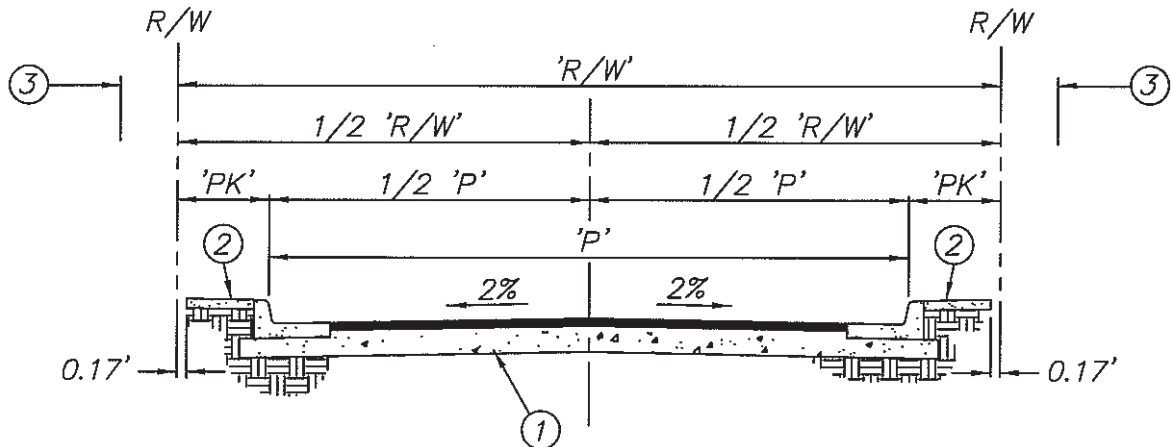 R/W R/W
3 'R/W' 3
1/2 'R/W' 1/2 'R/W'
'PK' 1/2 'P' 1/2 'P' 'PK'
2 'P' 2
2% 2%
0.17' 0.17'
1